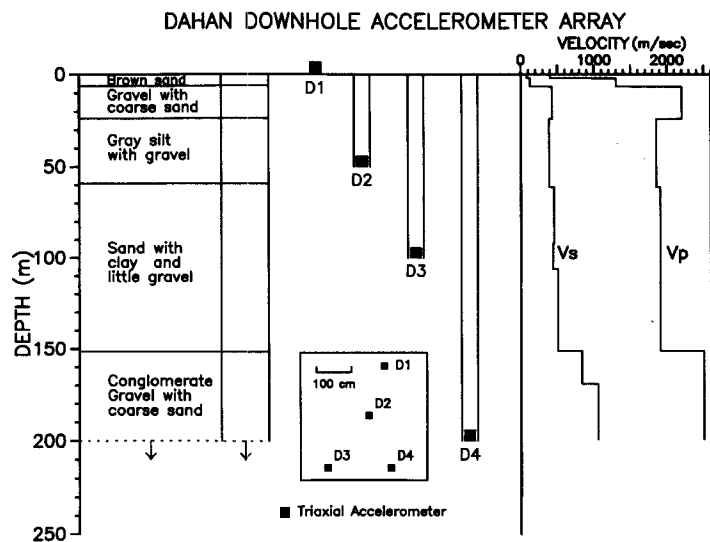 DAHAN DOWNHOLE ACCELEROMETER ARRAY
VELOCITY (m/sec)
0 1000 2000
DEPTH (m)
0
50
100
150
200
250
Brown sand
Gravel with
coarse sand
Gray silt
with gravel
Sand with
clay and
little gravel
Conglomerate
Gravel with
coarse sand
D1
D2
D3
D4
Vs
Vp
100 cm
D1
D2
D3
D4
Triaxial Accelerometer